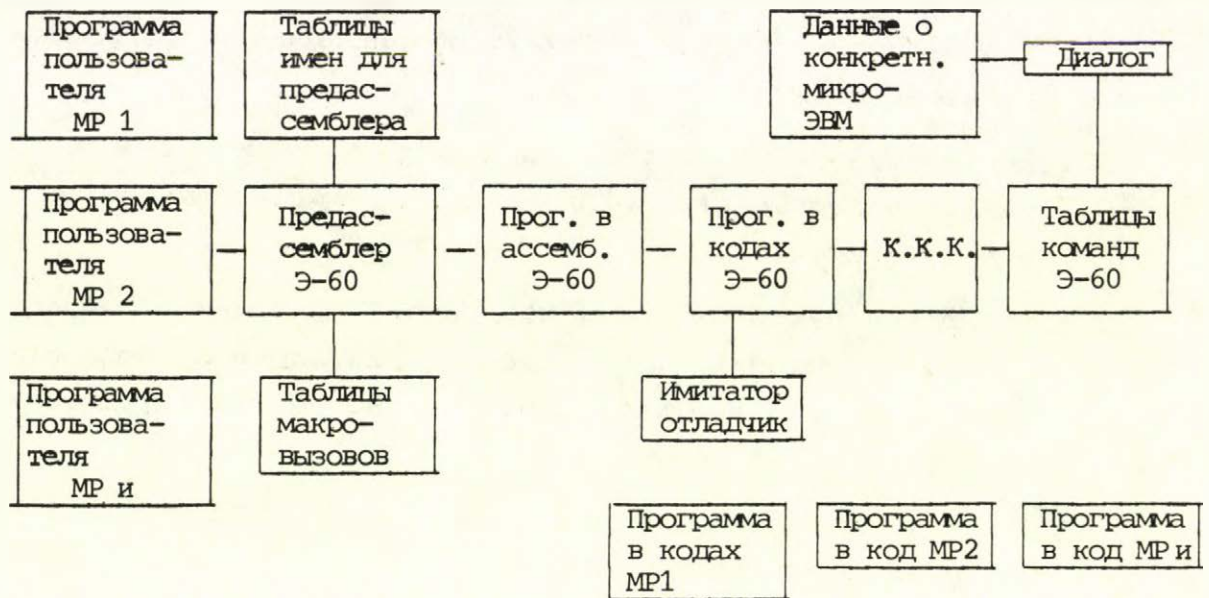 Программа
пользова-
теля
МР 1
Таблицы
имен для
предас-
семблера
Данные о
конкретн.
микро-
ЭВМ
Диалог
Программа
пользова-
теля
МР 2
Предас-
семблер
Э-60
Прог. в
ассемб.
Э-60
Прог. в
кодах
Э-60
К.К.К.
Таблицы
команд
Э-60
Программа
пользова-
теля
МР и
Таблицы
макро-
вызовов
Имитатор
отладчик
Программа
в кодах
МР1
Программа
в код МР2
Программа
в код МР и